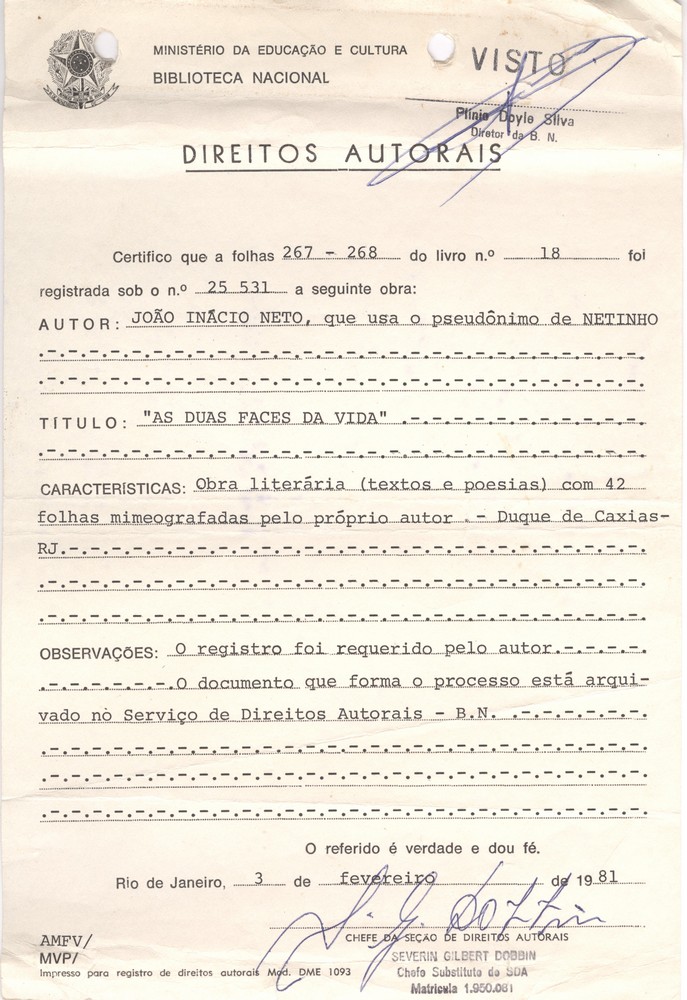 MINISTÉRIO DA EDUCAÇÃO E CULTURA
BIBLIOTECA NACIONAL
VISTO
Plínio Doyle Silva
Diretor da B. N.
DIREITOS AUTORAIS
Certifico que a folhas 267 - 268 do livro n.º 18 foi
registrada sob o n.º 25 531 a seguinte obra:
AUTOR: JOÃO INÁCIO NETO, que usa o pseudônimo de NETINHO
TÍTULO: "AS DUAS FACES DA VIDA"
CARACTERÍSTICAS: Obra literária (textos e poesias) com 42
folhas mimeografadas pelo próprio autor .- Duque de Caxias-
RJ.
OBSERVAÇÕES: O registro foi requerido pelo autor.
O documento que forma o processo está arqui-
vado no Serviço de Direitos Autorais - B.N.
O referido é verdade e dou fé.
Rio de Janeiro, 3 de fevereiro de 1981
CHEFE DA SEÇÃO DE DIREITOS AUTORAIS
AMFV/
MVP/
SEVERIN GILBERT DOBBIN
Chefe Substituto do SDA
Matrícula 1.950.081
Impresso para registro de direitos autorais Mod. DME 1093